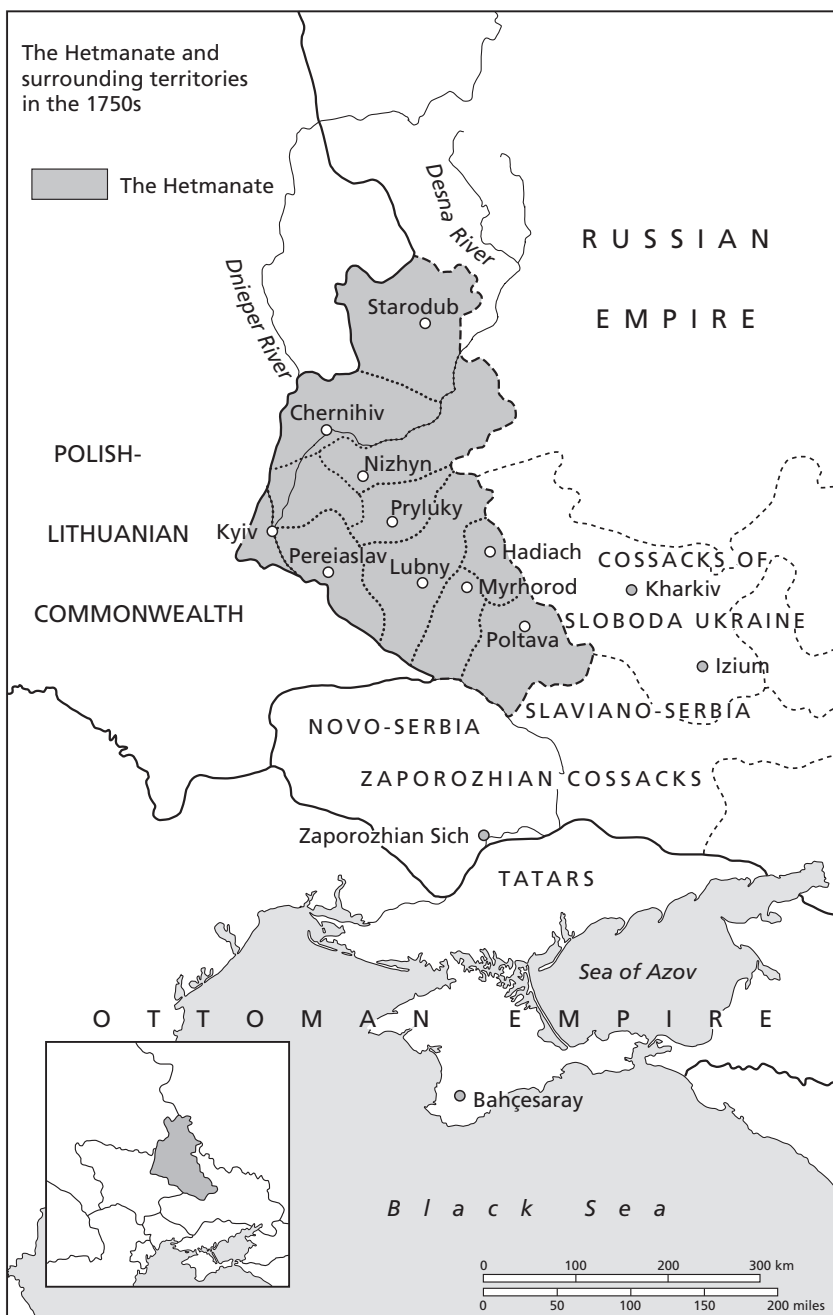 The Hetmanate and
surrounding territories
in the 1750s
The Hetmanate
Desna
River
Dnieper River
RUSSIAN
EMPIRE
Starodub
Chernihiv
POLISH-
LITHUANIAN
COMMONWEALTH
Nizhyn
Kyiv
Pryluky
Pereiaslav
Lubny
Hadiach
Myrhorod
Poltava
COSSACKS OF
Kharkiv
SLOBODA UKRAINE
Izium
NOVO-SERBIA
SLAVIANO-SERBIA
ZAPOROZHIAN COSSACKS
Zaporozhian Sich
TATARS
Sea of Azov
OTTOMAN EMPIRE
Bahçesaray
Black Sea
0 100 200 300 km
0 50 100 150 200 miles